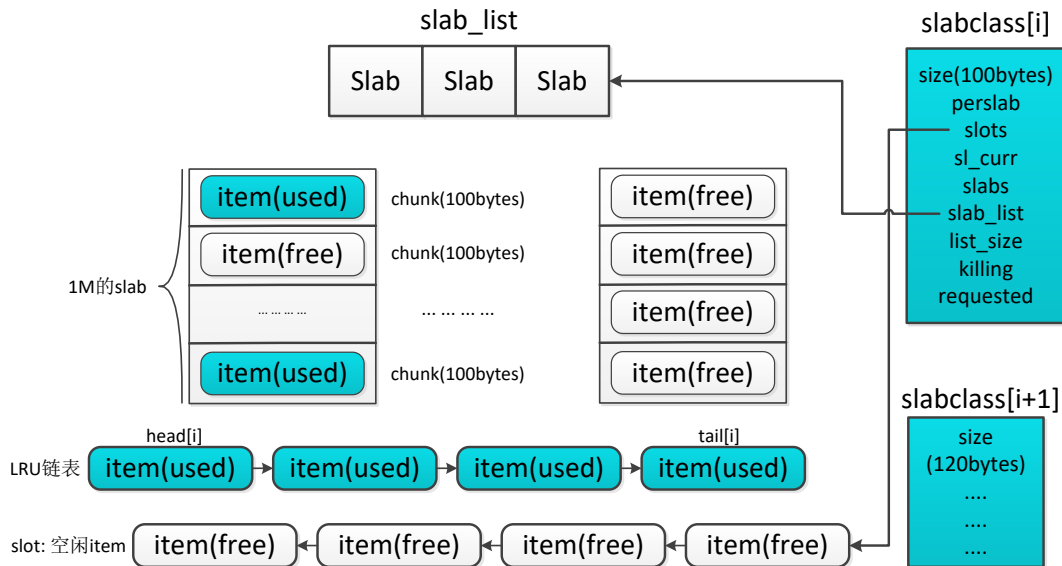 slab_list
Slab
Slab
Slab
slabclass[i]
size(100bytes)
perslab
slots
sl_curr
slabs
slab_list
list_size
killing
requested
1M的slab
item(used)
chunk(100bytes)
item(free)
item(free)
chunk(100bytes)
item(free)
… … … …
… … … …
item(free)
item(used)
chunk(100bytes)
item(free)
slabclass[i+1]
size
(120bytes)
....
....
....
head[i]
tail[i]
LRU链表
item(used)
item(used)
item(used)
item(used)
slot: 空闲item
item(free)
item(free)
item(free)
item(free)